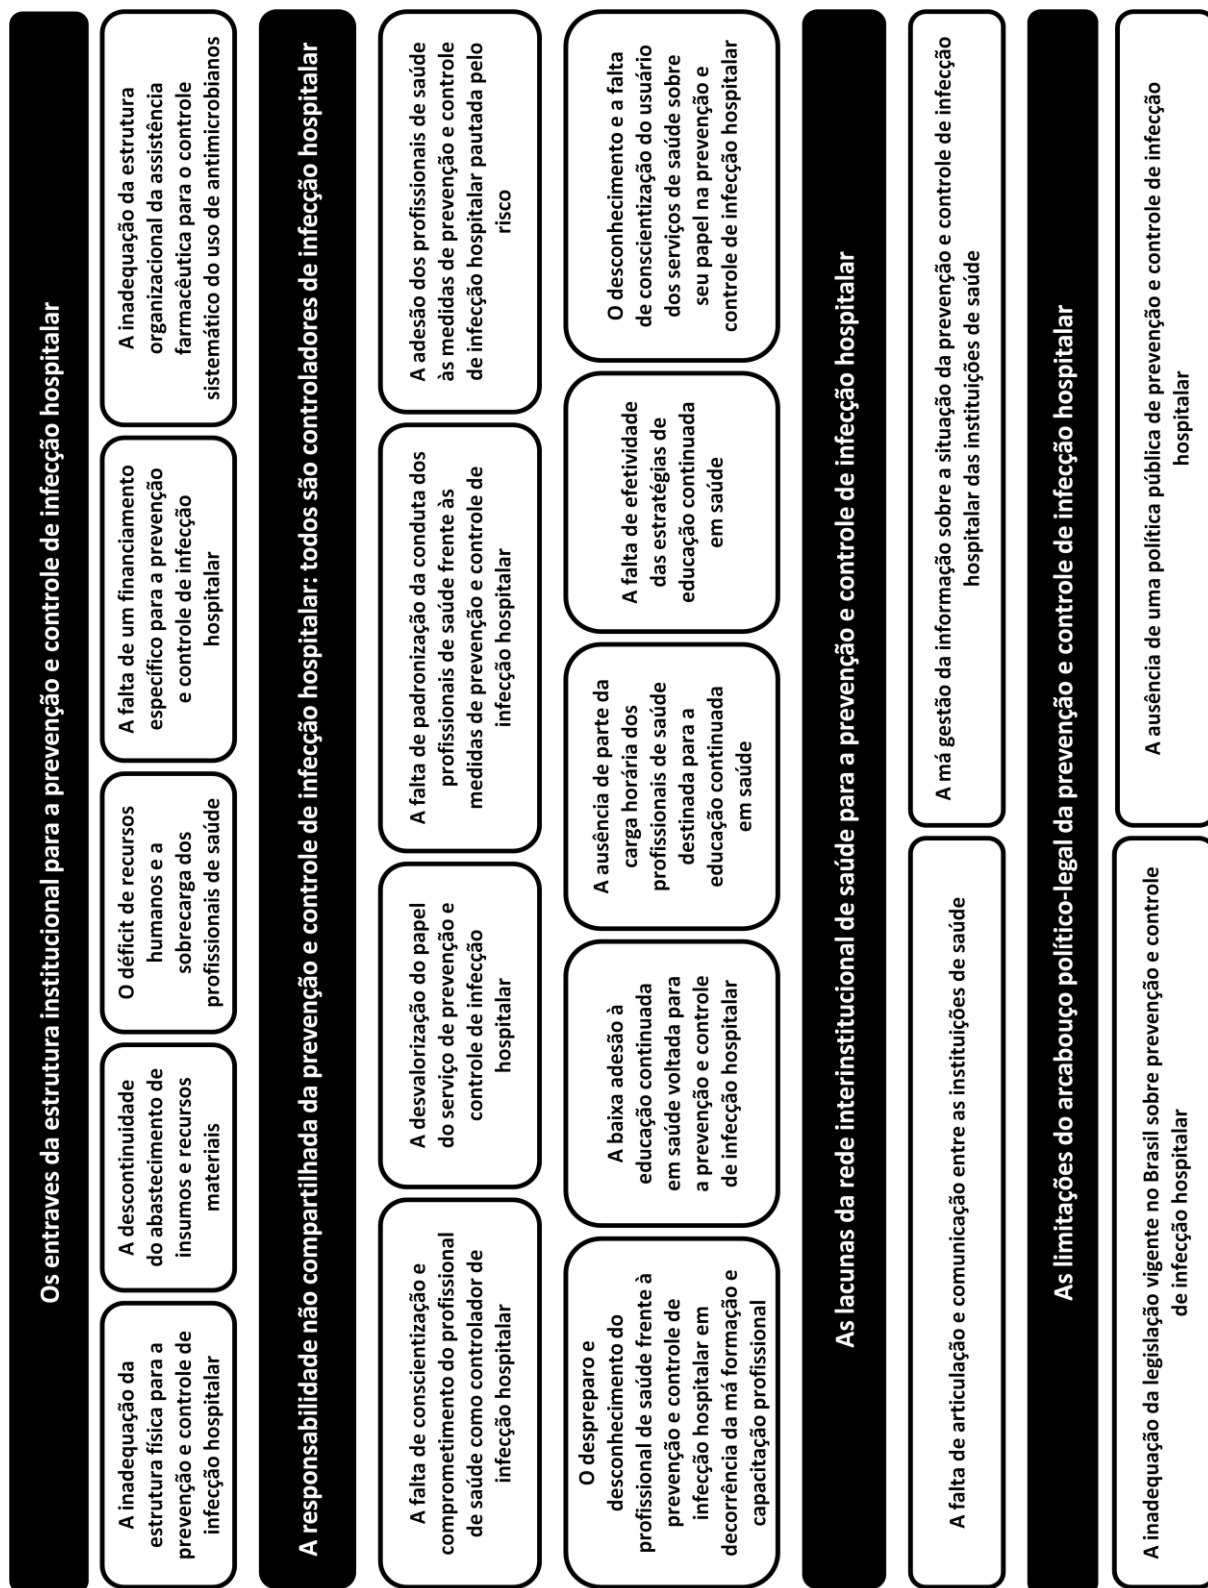 Os entraves da estrutura institucional para a prevenção e controle de infecção hospitalar
A inadequação da
estrutura física para a
prevenção e controle de
infecção hospitalar
A descontinuidade
do abastecimento de
insumos e recursos
materiais
O déficit de recursos
humanos e a
sobrecarga dos
profissionais de saúde
A falta de um financiamento
específico para a prevenção
e controle de infecção
hospitalar
A inadequação da estrutura
organizacional da assistência
farmacêutica para o controle
sistemático do uso de antimicrobianos
A responsabilidade não compartilhada da prevenção e controle de infecção hospitalar: todos são controladores de infecção hospitalar
A falta de conscientização e
comprometimento do profissional
de saúde como controlador de
infecção hospitalar
A desvalorização do papel
do serviço de prevenção e
controle de infecção
hospitalar
A falta de padronização da conduta dos
profissionais de saúde frente às
medidas de prevenção e controle de
infecção hospitalar
A adesão dos profissionais de saúde
às medidas de prevenção e controle
de infecção hospitalar pautada pelo
risco
O despreparo e
desconhecimento do
profissional de saúde frente à
prevenção e controle de
infecção hospitalar em
decorrência da má formação e
capacitação profissional
A baixa adesão à
educação continuada
em saúde voltada para
a prevenção e controle
de infecção hospitalar
A ausência de parte da
carga horária dos
profissionais de saúde
destinada para a
educação continuada
em saúde
A falta de efetividade
das estratégias de
educação continuada
em saúde
O desconhecimento e a falta
de conscientização do usuário
dos serviços de saúde sobre
seu papel na prevenção e
controle de infecção hospitalar
As lacunas da rede interinstitucional de saúde para a prevenção e controle de infecção hospitalar
A falta de articulação e comunicação entre as instituições de saúde
A má gestão da informação sobre a situação da prevenção e controle de infecção
hospitalar das instituições de saúde
As limitações do arcabouço político-legal da prevenção e controle de infecção hospitalar
A inadequação da legislação vigente no Brasil sobre prevenção e controle
de infecção hospitalar
A ausência de uma política pública de prevenção e controle de infecção
hospitalar